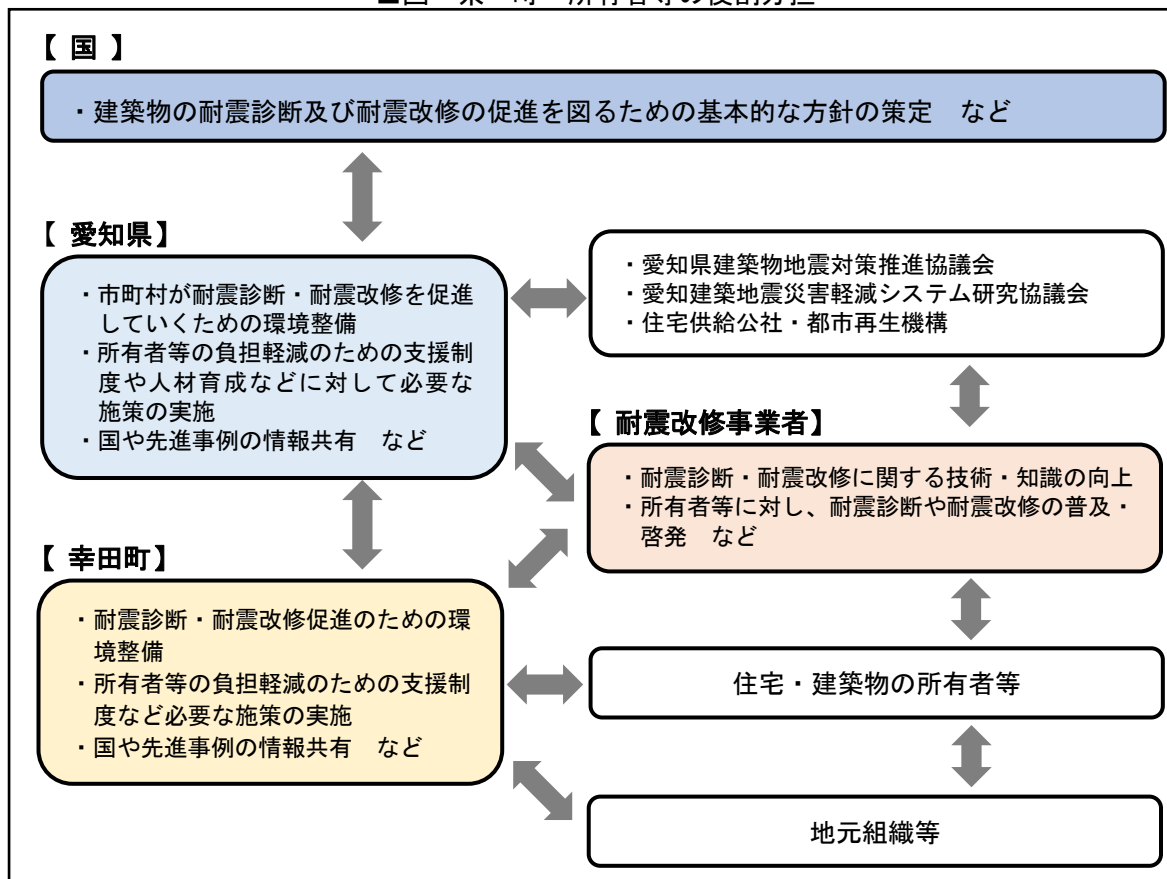 ■国・県・町・所有者等の役割分担
【 国 】
・建築物の耐震診断及び耐震改修の促進を図るための基本的な方針の策定　など
【 愛知県】
・市町村が耐震診断・耐震改修を促進
していくための環境整備
・所有者等の負担軽減のための支援制
度や人材育成などに対して必要な
施策の実施
・国や先進事例の情報共有　など
・愛知県建築物地震対策推進協議会
・愛知建築地震災害軽減システム研究協議会
・住宅供給公社・都市再生機構
【 耐震改修事業者】
・耐震診断・耐震改修に関する技術・知識の向上
・所有者等に対し、耐震診断や耐震改修の普及・
啓発　など
【 幸田町】
・耐震診断・耐震改修促進のための環
境整備
・所有者等の負担軽減のための支援制
度など必要な施策の実施
・国や先進事例の情報共有　など
住宅・建築物の所有者等
地元組織等